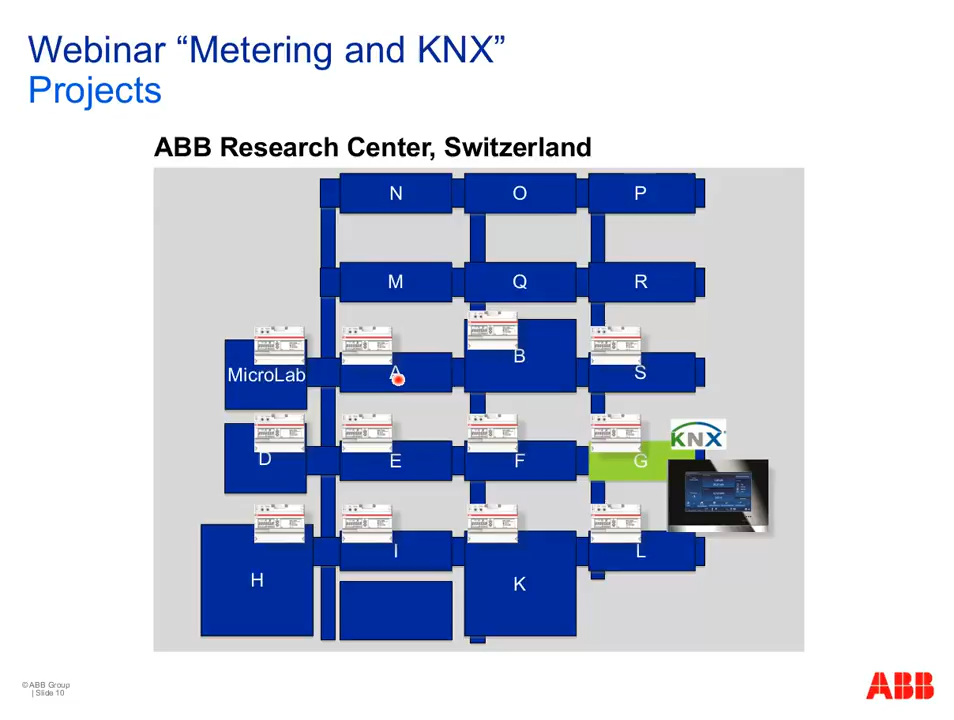 Webinar “Metering and KNX”
Projects
ABB Research Center, Switzerland
N O P
M Q R
B
MicroLab A S
D E F G
KNX
I L
H K
© ABB Group
| Slide 10
ABB